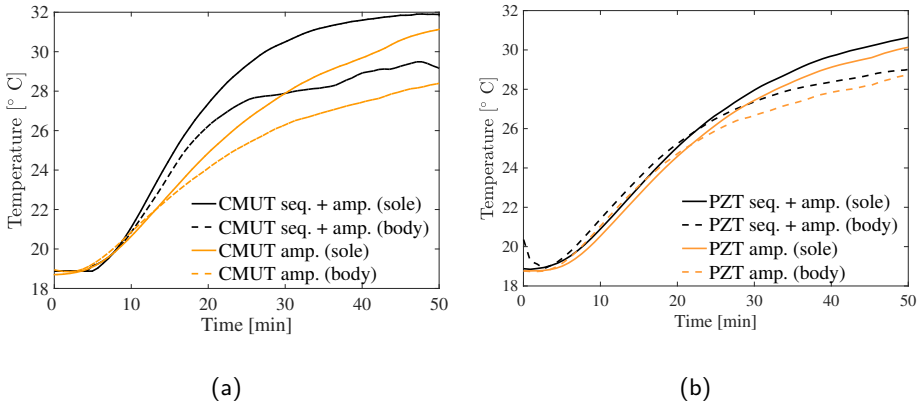 32
30
28
26
24
22
20
18
0
10
20
30
40
50
Temperature [° C]
Time [min]
CMUT seq. + amp. (sole)
CMUT seq. + amp. (body)
CMUT amp. (sole)
CMUT amp. (body)
(a)
32
30
28
26
24
22
20
18
0
10
20
30
40
50
Temperature [° C]
Time [min]
PZT seq. + amp. (sole)
PZT seq. + amp. (body)
PZT amp. (sole)
PZT amp. (body)
(b)